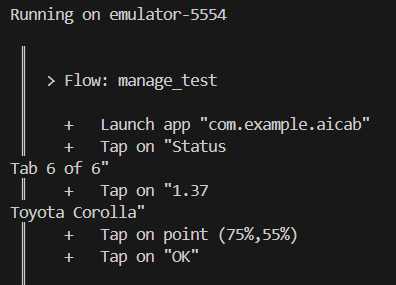 Running on emulator-5554
║
║ > Flow: manage_test
║
║ + Launch app "com.example.aicab"
║ + Tap on "Status
Tab 6 of 6"
║ + Tap on "1.37
Toyota Corolla"
║ + Tap on point (75%,55%)
║ + Tap on "OK"
║